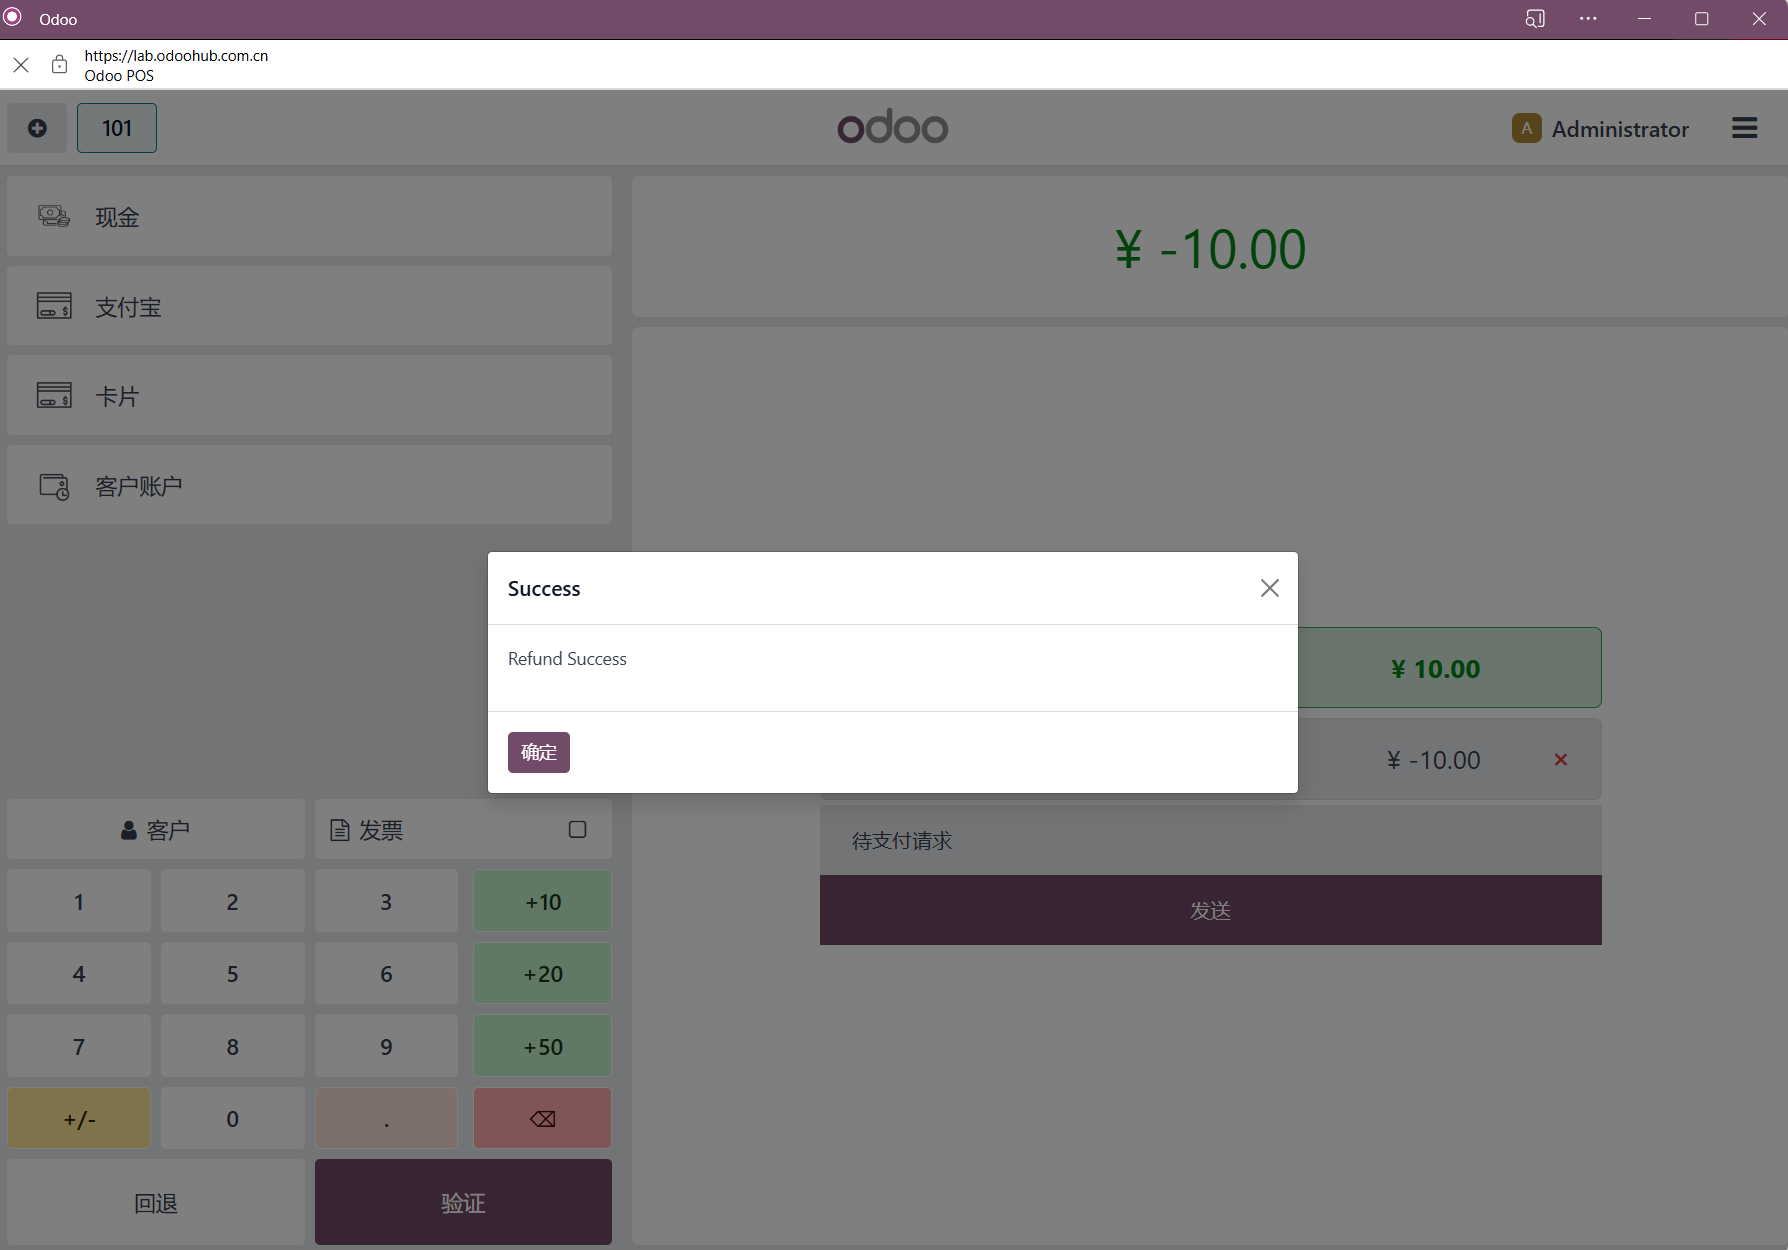 Odoo
https://lab.odoohub.com.cn
Odoo POS
101
odoo
A Administrator
现金
支付宝
卡片
客户账户
¥ -10.00
Success
Refund Success
确定
¥ 10.00
¥ -10.00
待支付请求
发送
客户
发票
1 2 3 +10
4 5 6 +20
7 8 9 +50
+/- 0 .
回退
验证